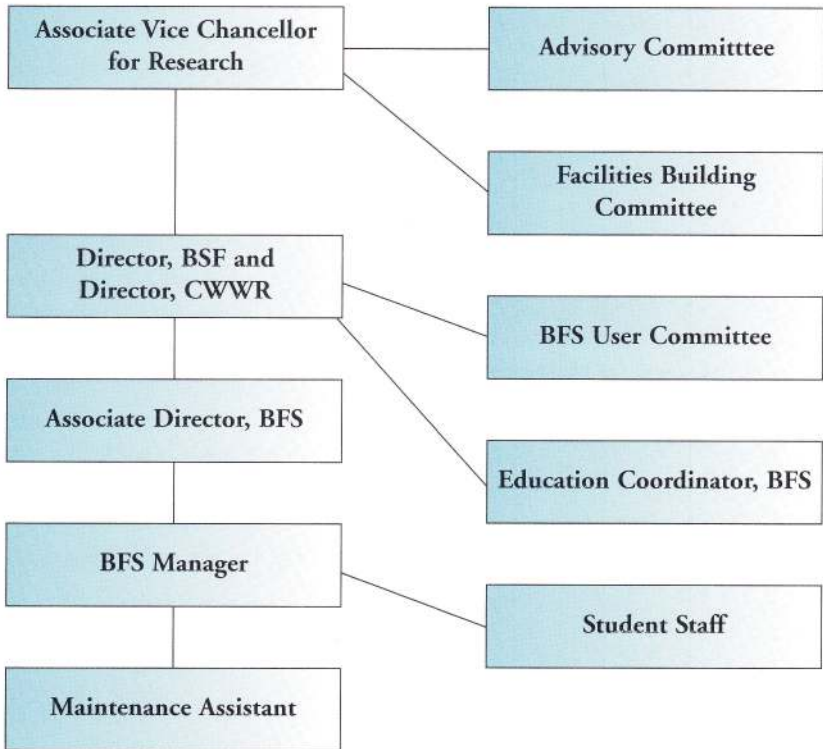 Associate Vice Chancellor
for Research
Advisory Committtee
Facilities Building
Committee
Director, BSF and
Director, CWWR
BFS User Committee
Associate Director, BFS
Education Coordinator, BFS
BFS Manager
Student Staff
Maintenance Assistant